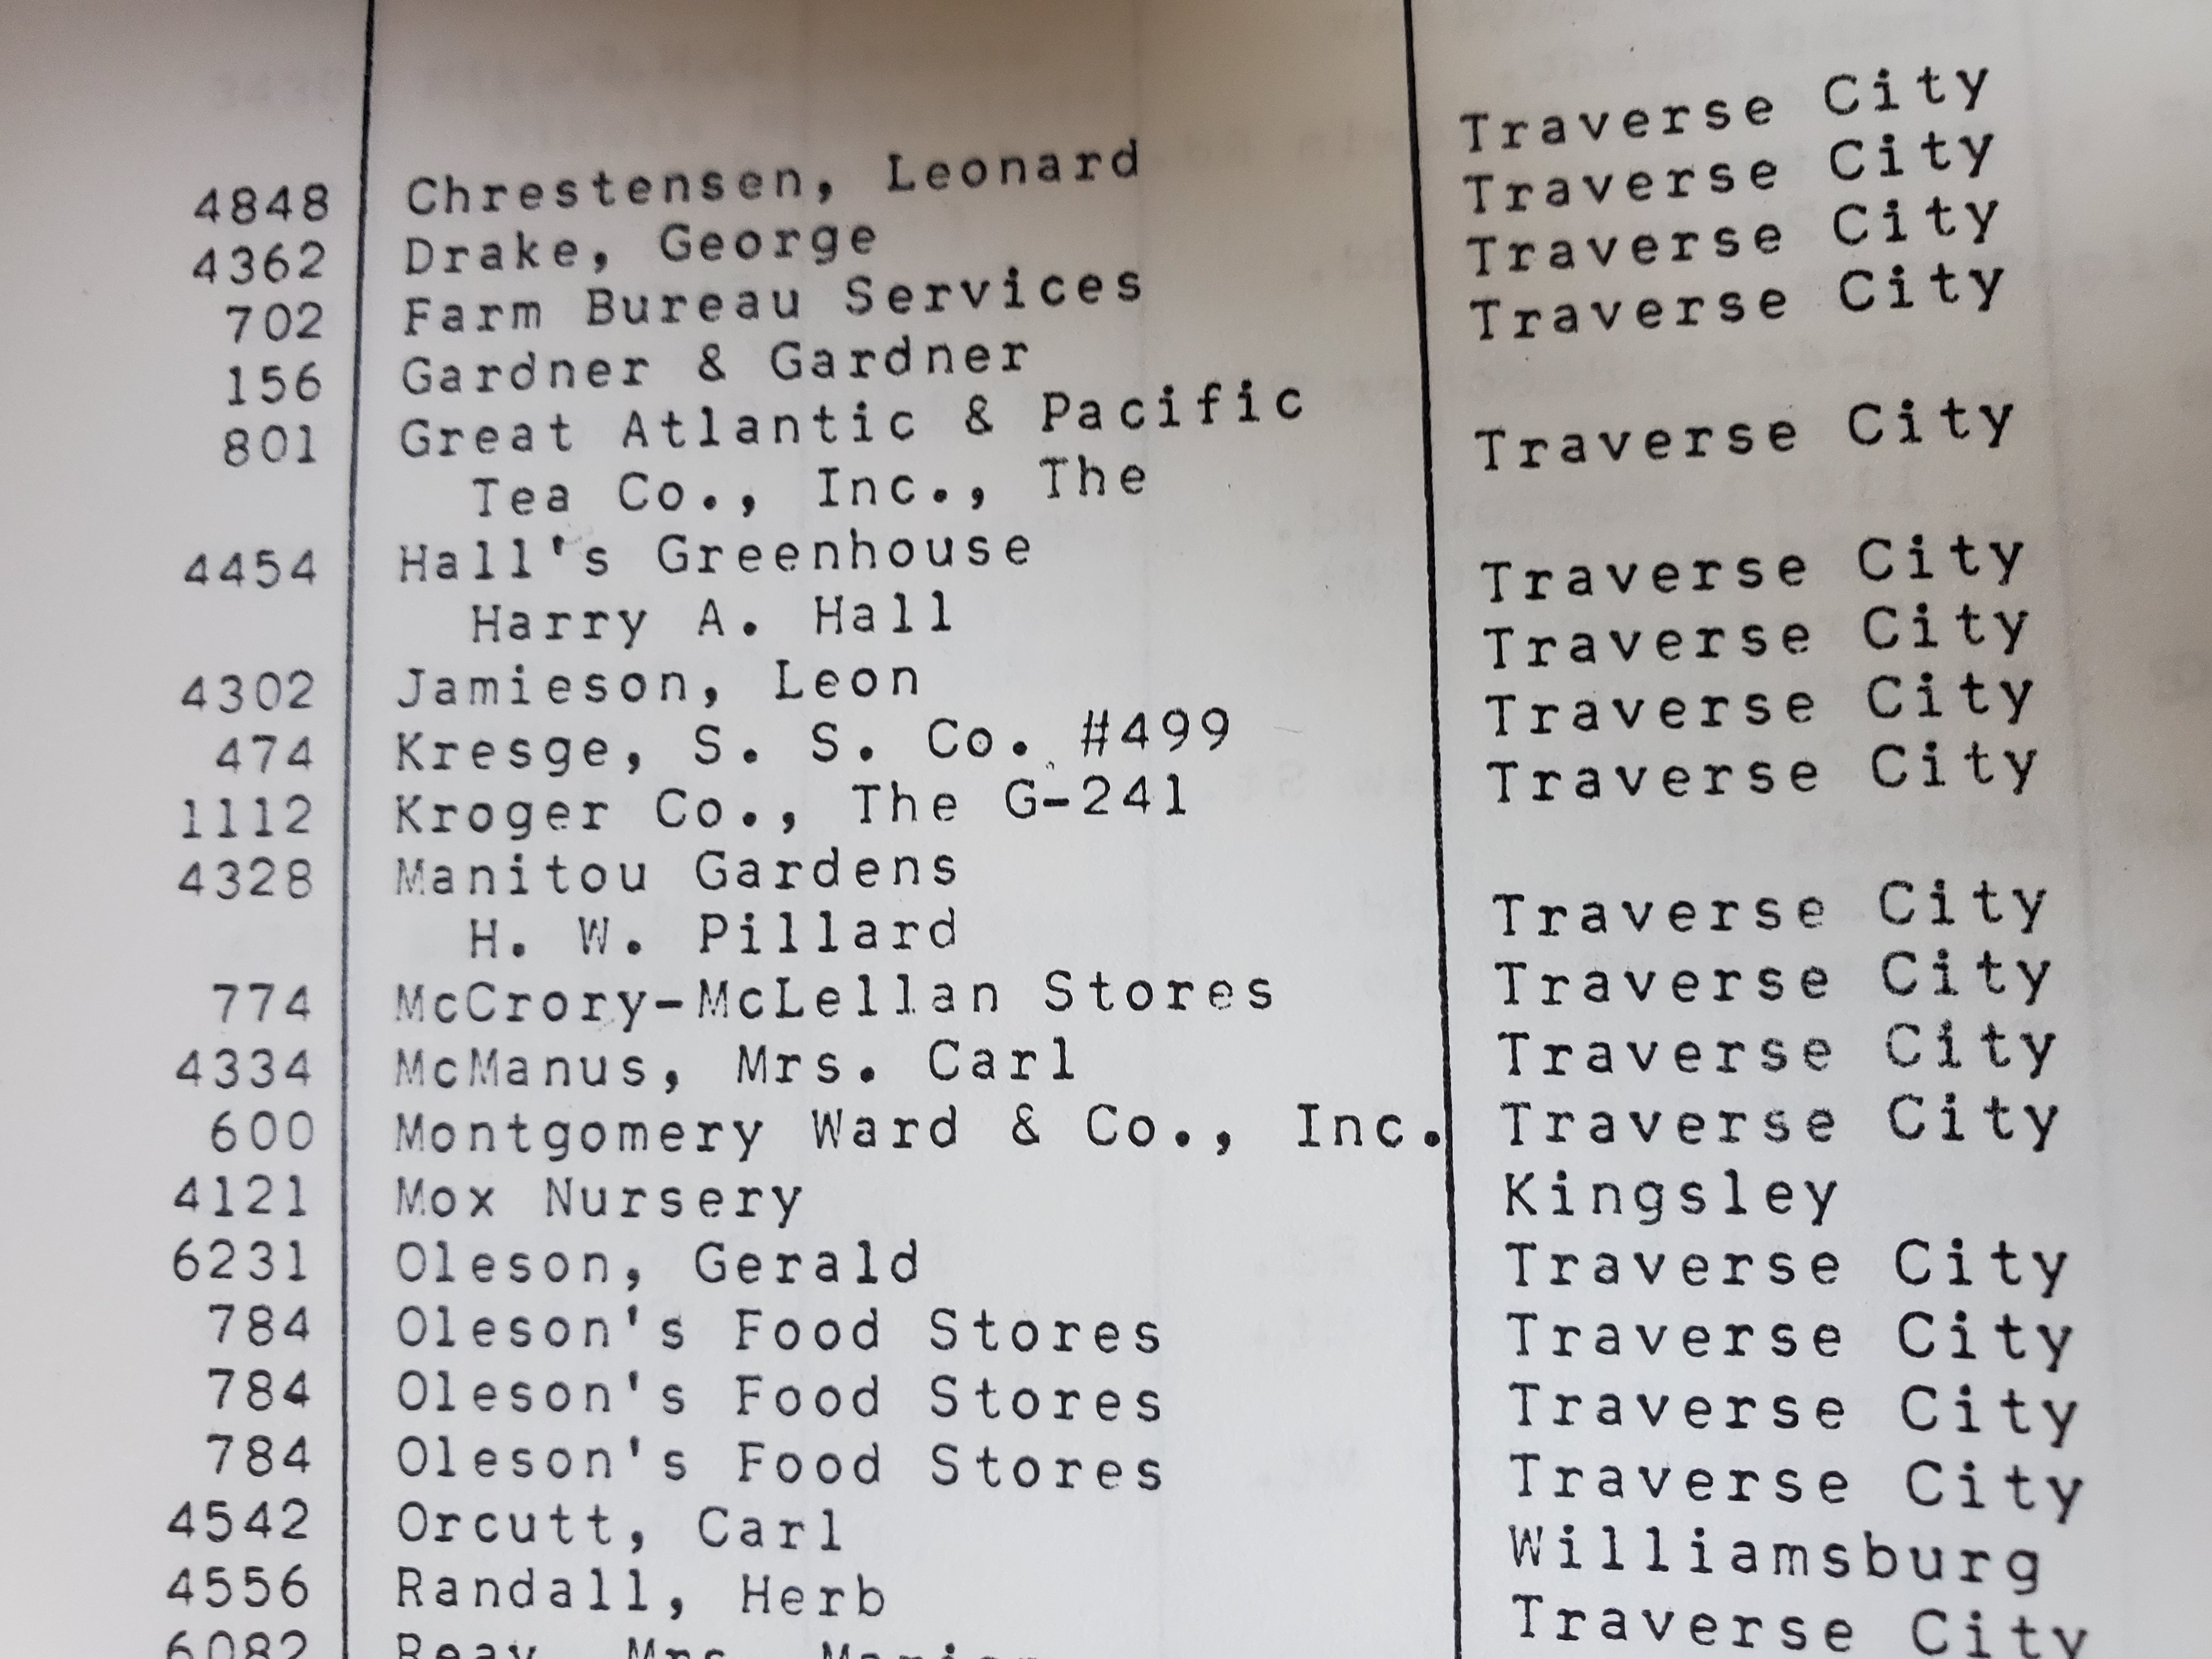 4848 Chrestensen, Leonard Traverse City
4362 Drake, George Traverse City
702 Farm Bureau Services Traverse City
156 Gardner & Gardner Traverse City
801 Great Atlantic & Pacific
Tea Co., Inc., The Traverse City
4454 Hall's Greenhouse
Harry A. Hall Traverse City
4302 Jamieson, Leon Traverse City
474 Kresge, S. S. Co. #499 Traverse City
1112 Kroger Co., The G-241 Traverse City
4328 Manitou Gardens
H. W. Pillard Traverse City
774 McCrory-McLellan Stores Traverse City
4334 McManus, Mrs. Carl Traverse City
600 Montgomery Ward & Co., Inc. Traverse City
4121 Mox Nursery Kingsley
6231 Oleson, Gerald Traverse City
784 Oleson's Food Stores Traverse City
784 Oleson's Food Stores Traverse City
784 Oleson's Food Stores Traverse City
4542 Orcutt, Carl Williamsburg
4556 Randall, Herb Traverse City
6082 Mrs.